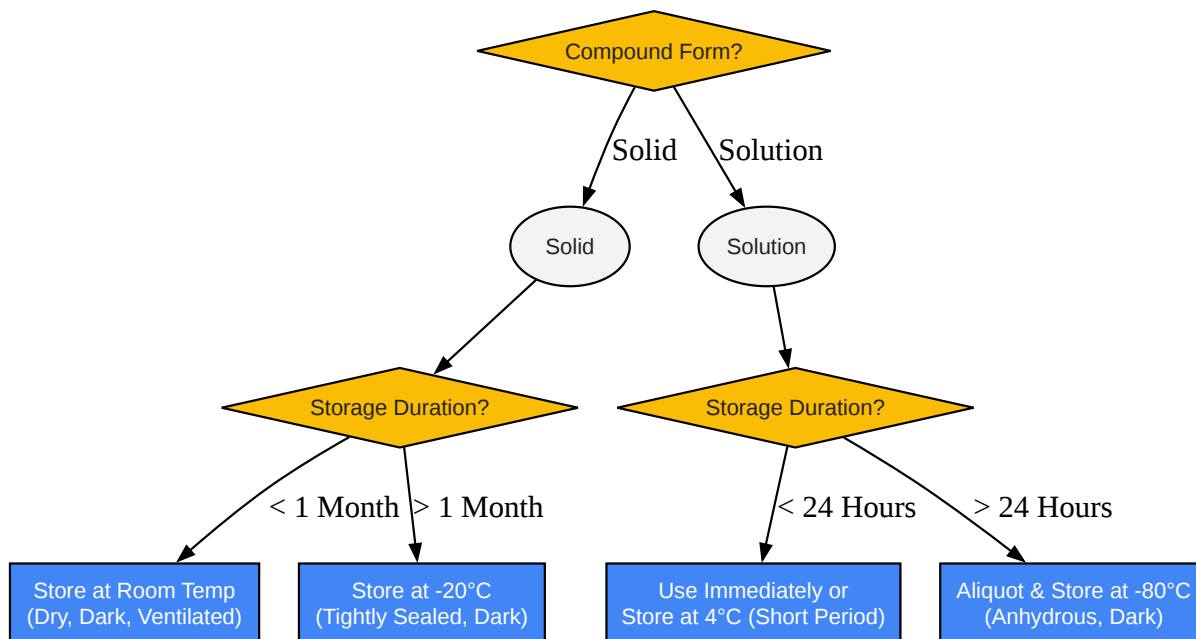 Compound Form?
Solid
Solution
Solid
Solution
Storage Duration?
Storage Duration?
< 1 Month
> 1 Month
< 24 Hours
> 24 Hours
Store at Room Temp
(Dry, Dark, Ventilated)
Store at -20°C
(Tightly Sealed, Dark)
Use Immediately or
Store at 4°C (Short Period)
Aliquot & Store at -80°C
(Anhydrous, Dark)